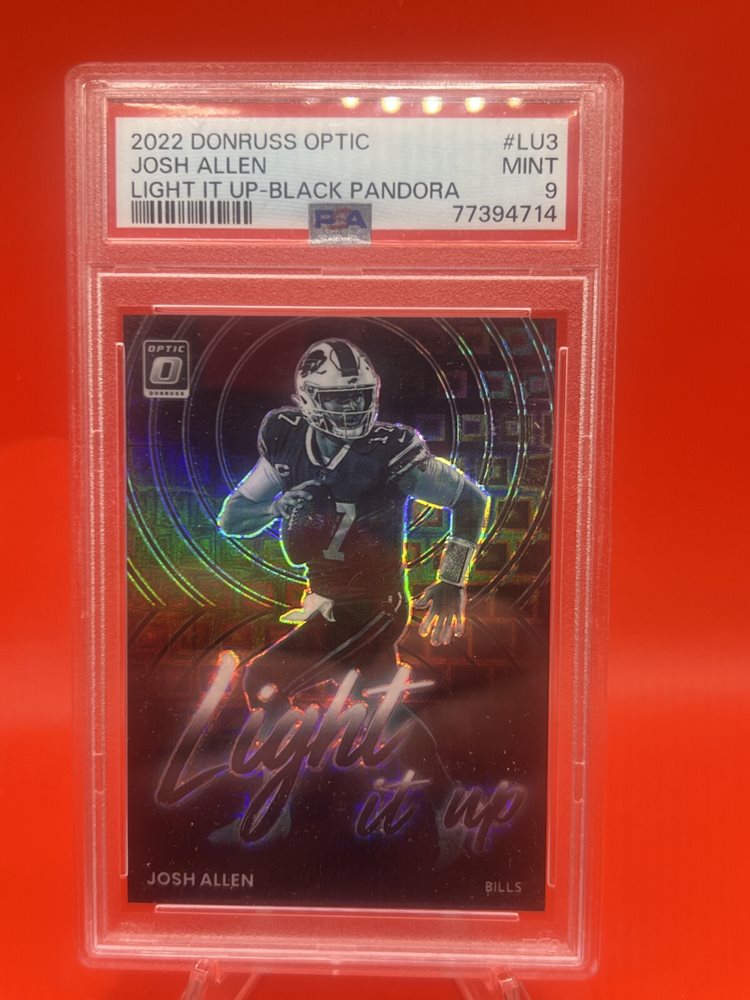 2022 DONRUSS OPTIC #LU3
JOSH ALLEN MINT
LIGHT IT UP-BLACK PANDORA 9
PSA 77394714
OPTIC
O
DONRUSS
17
C
7
Light
it up
JOSH ALLEN
BILLS